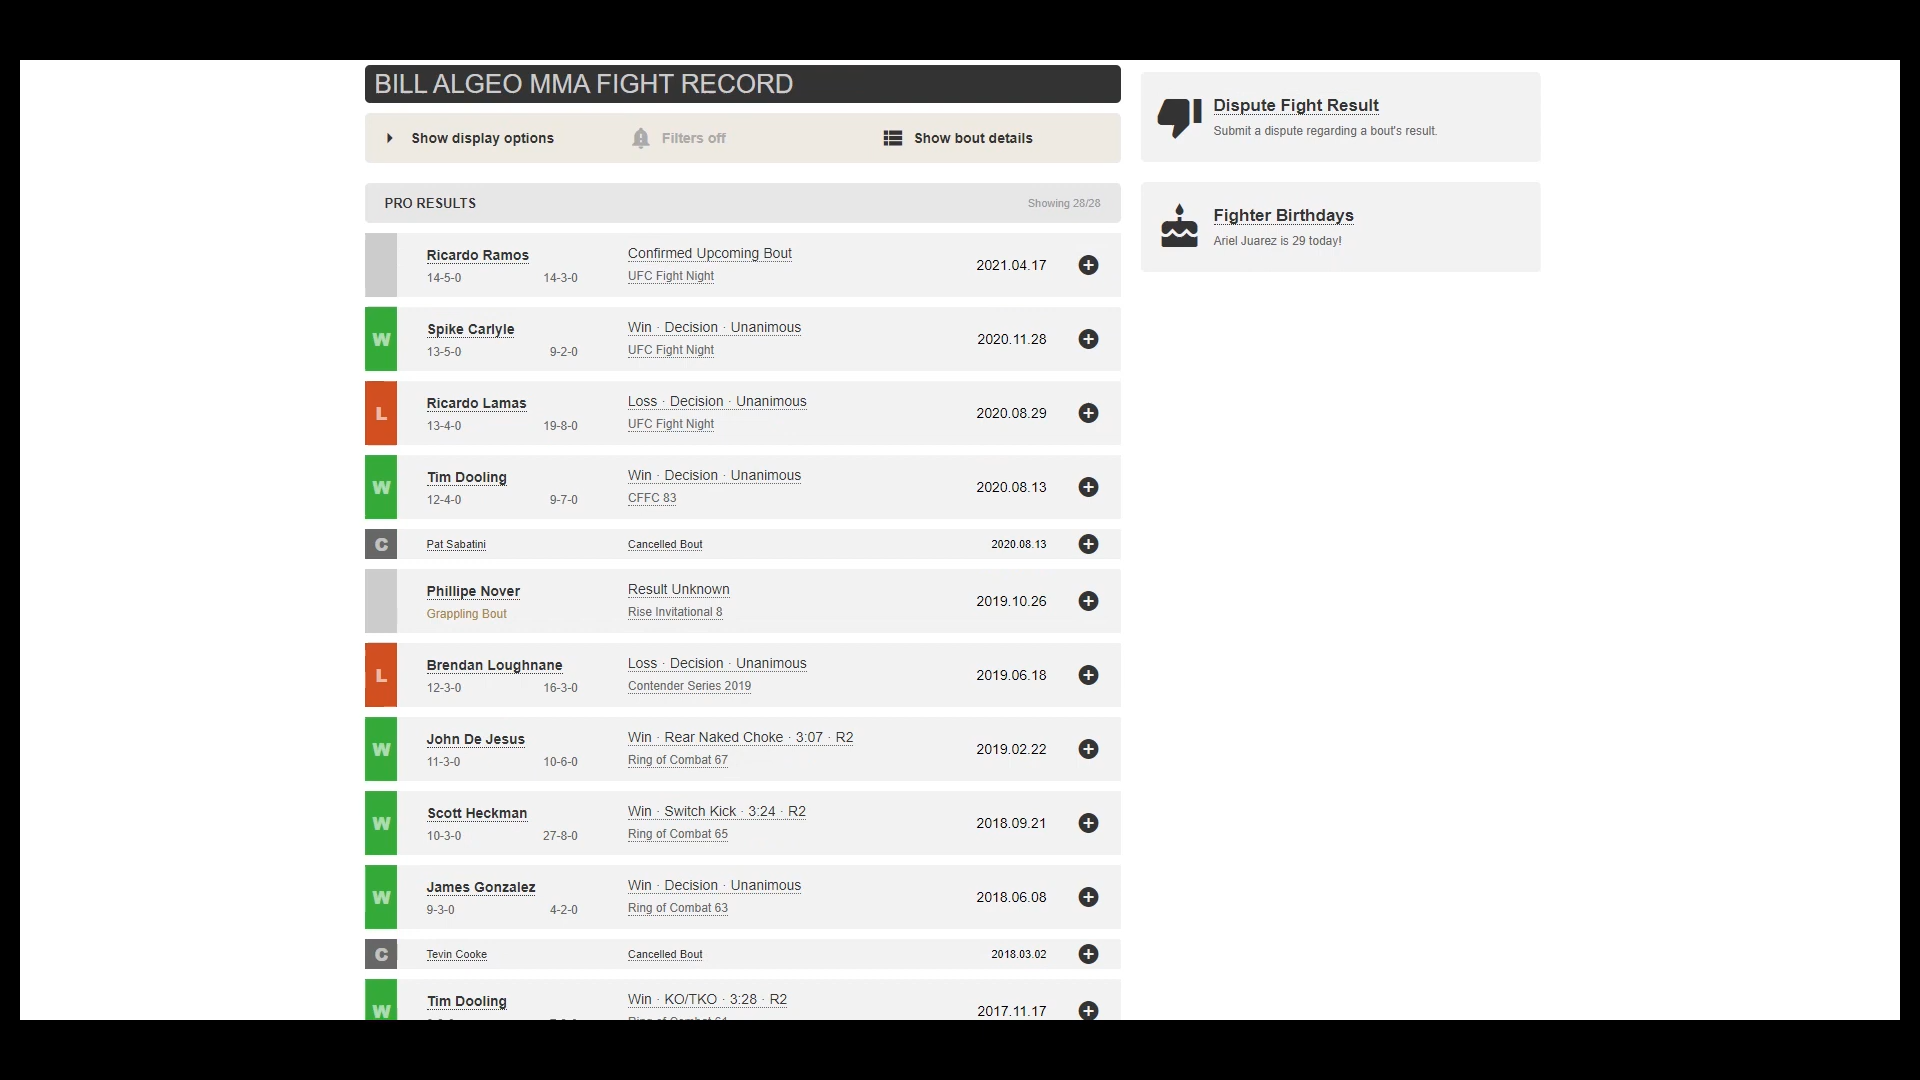 BILL ALGEO MMA FIGHT RECORD
Show display options Filters off Show bout details
PRO RESULTS Showing 28/28
Ricardo Ramos Confirmed Upcoming Bout
14-5-0 14-3-0 UFC Fight Night 2021.04.17
W Spike Carlyle Win · Decision · Unanimous
13-5-0 9-2-0 UFC Fight Night 2020.11.28
L Ricardo Lamas Loss · Decision · Unanimous
13-4-0 19-8-0 UFC Fight Night 2020.08.29
W Tim Dooling Win · Decision · Unanimous
12-4-0 9-7-0 CFFC 83 2020.08.13
C Pat Sabatini Cancelled Bout 2020.08.13
Phillipe Nover Result Unknown
Grappling Bout Rise Invitational 8 2019.10.26
L Brendan Loughnane Loss · Decision · Unanimous
12-3-0 16-3-0 Contender Series 2019 2019.06.18
W John De Jesus Win · Rear Naked Choke · 3:07 · R2
11-3-0 10-6-0 Ring of Combat 67 2019.02.22
W Scott Heckman Win · Switch Kick · 3:24 · R2
10-3-0 27-8-0 Ring of Combat 65 2018.09.21
W James Gonzalez Win · Decision · Unanimous
9-3-0 4-2-0 Ring of Combat 63 2018.06.08
C Tevin Cooke Cancelled Bout 2018.03.02
W Tim Dooling Win · KO/TKO · 3:28 · R2
2017.11.17
Dispute Fight Result
Submit a dispute regarding a bout's result.
Fighter Birthdays
Ariel Juarez is 29 today!